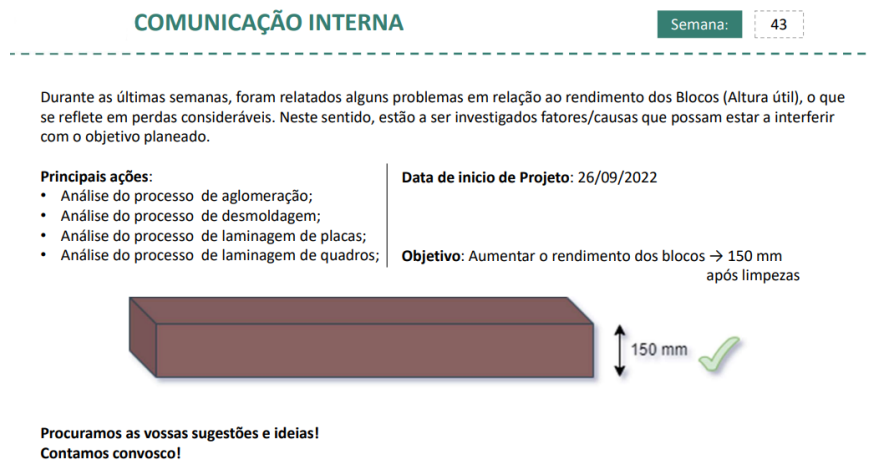 COMUNICAÇÃO INTERNA
Semana:
43
Durante as últimas semanas, foram relatados alguns problemas em relação ao rendimento dos Blocos (Altura útil), o que
se reflete em perdas consideráveis. Neste sentido, estão a ser investigados fatores/causas que possam estar a interferir
com o objetivo planeado.
Principais ações:
• Análise do processo de aglomeração;
• Análise do processo de desmoldagem;
• Análise do processo de laminagem de placas;
• Análise do processo de laminagem de quadros;
Data de inicio de Projeto: 26/09/2022
Objetivo: Aumentar o rendimento dos blocos → 150 mm
após limpezas
150 mm
Procuramos as vossas sugestões e ideias!
Contamos convosco!